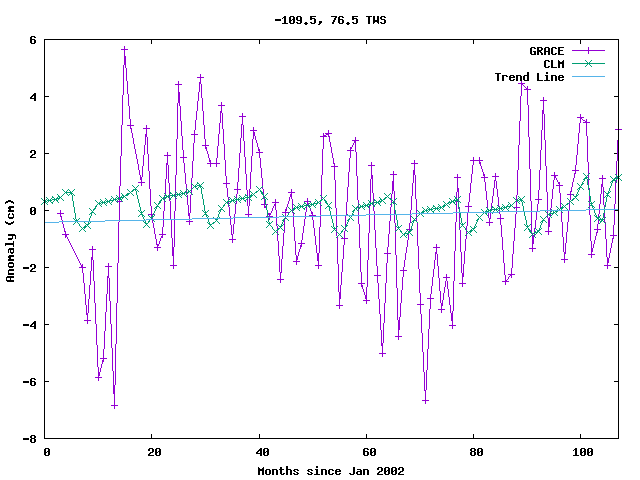 -109.5, 76.5 TWS
GRACE
CLM
Trend Line
6
4
2
0
-2
-4
-6
-8
Anomaly (cm)
0 20 40 60 80 100
Months since Jan 2002